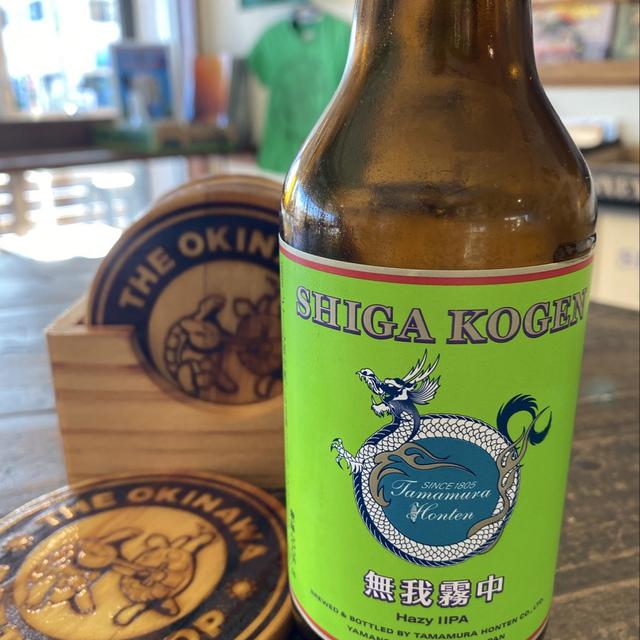 THE OKINAWA
SHIGA KOGEN
SINCE 1805
Tamamura
Honten
無我霧中
Hazy IIPA
BREWED & BOTTLED BY TAMAMURA HONTEN CO.,LTD.
THE OKINAWA